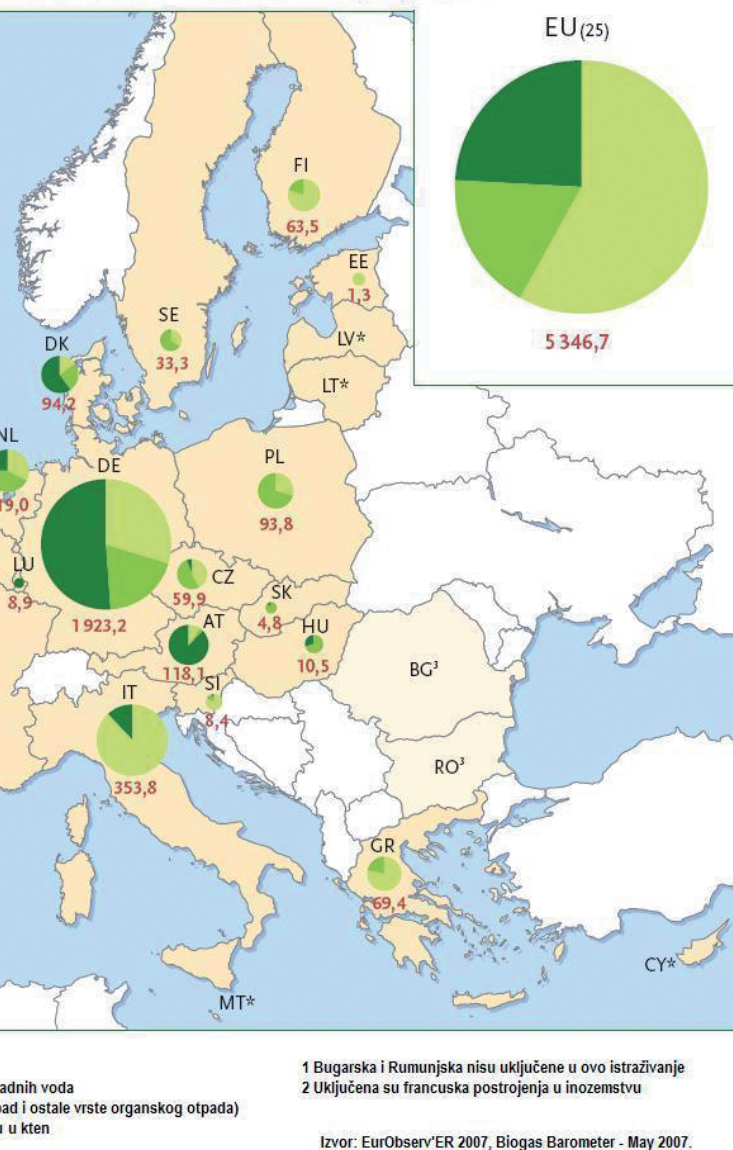 EU(25)
5 346,7
FI
63,5
EE
1,3
SE
33,3
LV*
LT*
DK
94,2
NL
19,0
DE
1 923,2
PL
93,8
LU
8,9
CZ
59,9
SK
4,8
AT
118,1
HU
10,5
SI
8,4
BG³
IT
353,8
RO³
GR
69,4
CY*
MT*
1 Bugarska i Rumunjska nisu uključene u ovo istraživanje
adnih voda
2 Uključena su francuska postrojenja u inozemstvu
ad i ostale vrste organskog otpada)
u u kten
Izvor: EurObserv'ER 2007, Biogas Barometer - May 2007.